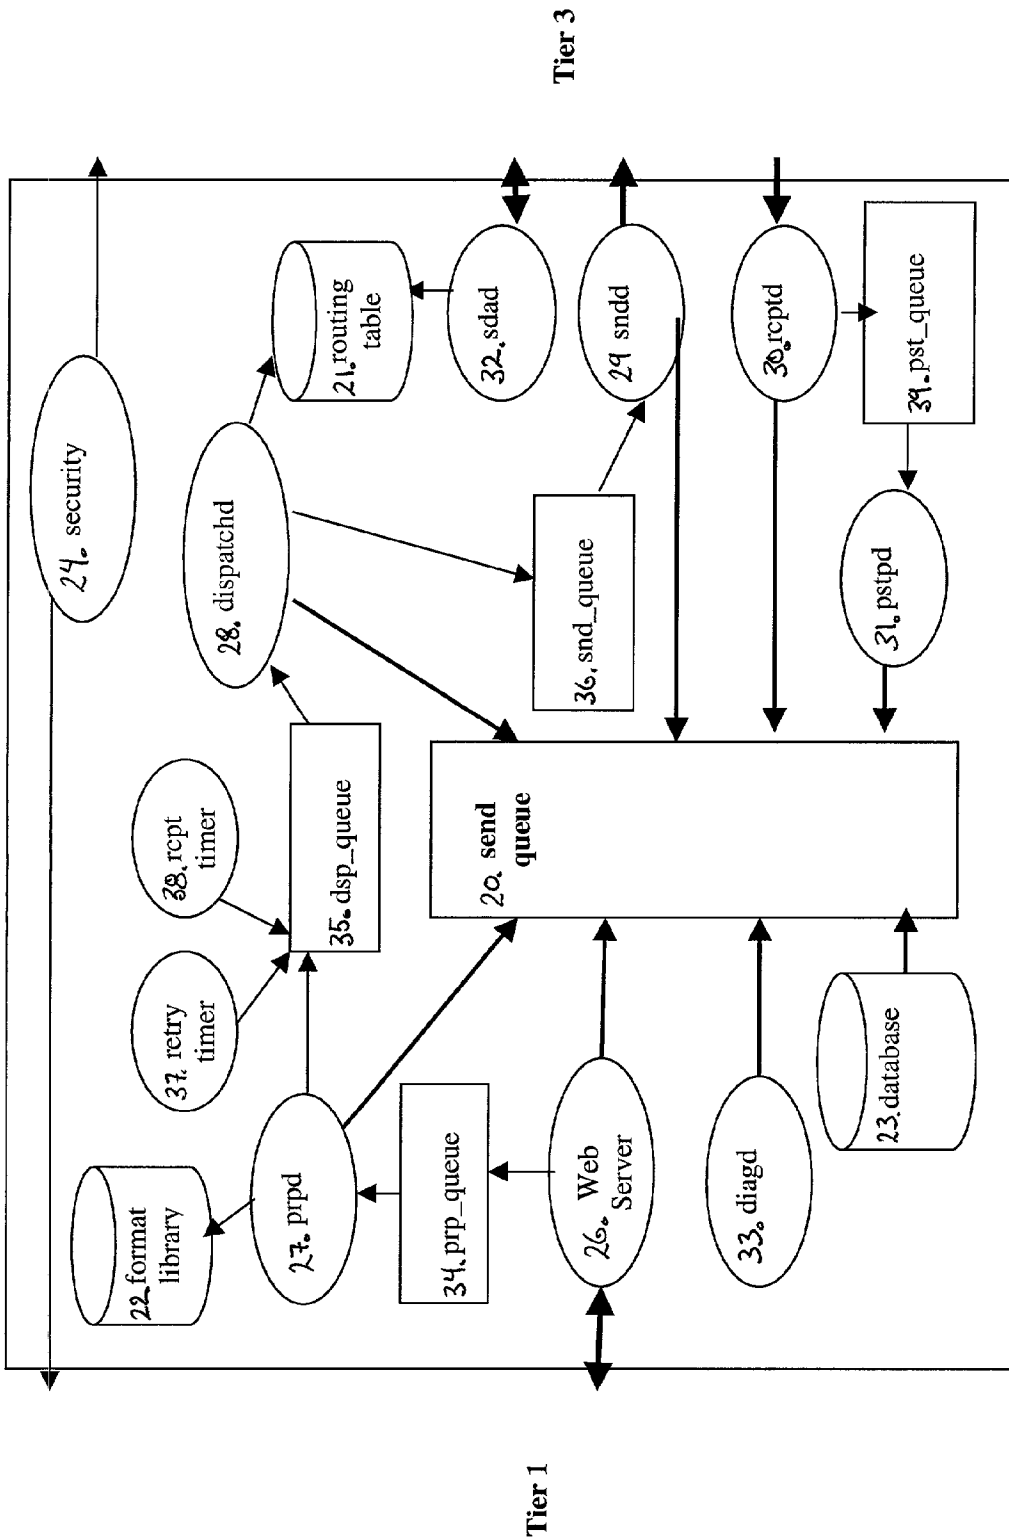 24. security
Tier 3
Tier 1
22. format
library
37. retry
timer
38. rcpt
timer
28. dispatchd
21. routing
table
27. prpd
35. dsp_queue
32. sdad
34. prp_queue
36. snd_queue
29 sndd
20. send
queue
26. Web
Server
30. rcptd
33. diagd
31. pstpd
39. pst_queue
23. database